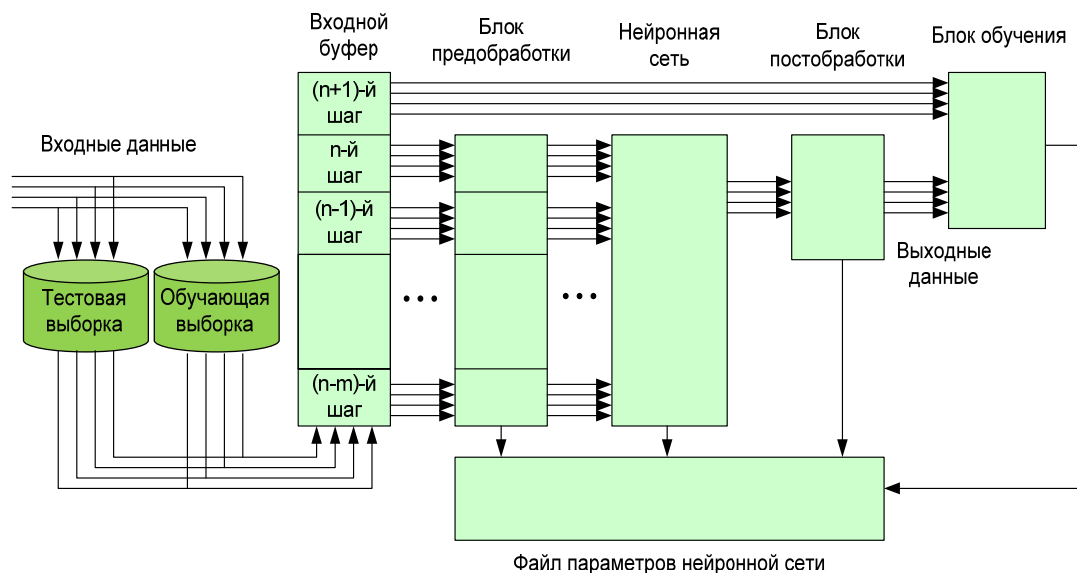 Входной
буфер
Блок
предобработки
Нейронная
сеть
Блок
постобработки
Блок обучения
(n+1)-й
шаг
n-й
шаг
(n-1)-й
шаг
(n-m)-й
шаг
Входные данные
Тестовая
выборка
Обучающая
выборка
...
...
Выходные
данные
Файл параметров нейронной сети